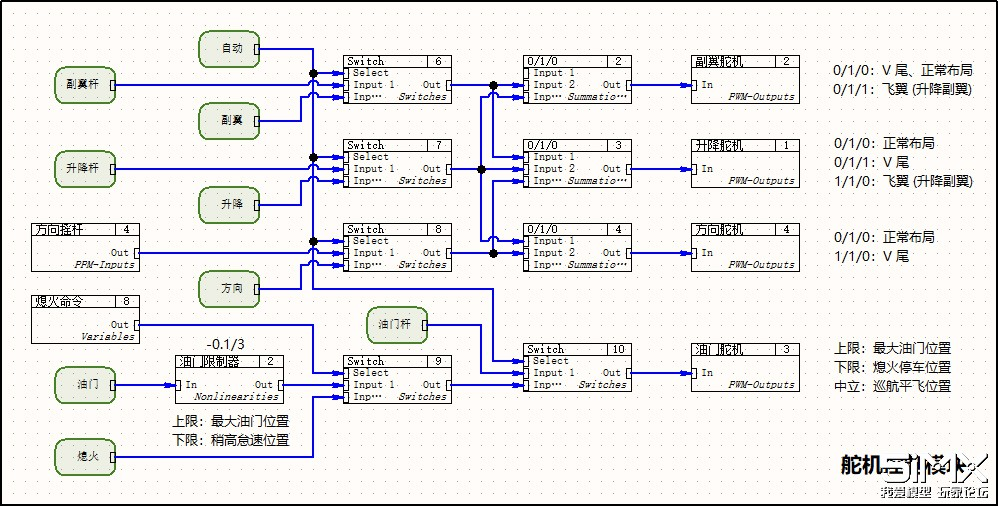 自动
副翼杆
副翼
升降杆
升降
方向摇杆 4
Out
PPM-Inputs
方向
熄火命令 8
Out
Variables
油门杆
油门
-0.1/3
油门限制器 2
In Out
Nonlinearities
上限：最大油门位置
下限：稍高怠速位置
熄火
Switch 6
Select
Input 1 Out
Inp… Switches
0/1/0 2
Input 1
Input 2 Out
Inp… Summatio…
副翼舵机 2
In
PWM-Outputs
0/1/0：V 尾、正常布局
0/1/1：飞翼 (升降副翼)
Switch 7
Select
Input 1 Out
Inp… Switches
0/1/0 3
Input 1
Input 2 Out
Inp… Summatio…
升降舵机 1
In
PWM-Outputs
0/1/0：正常布局
0/1/1：V 尾
1/1/0：飞翼 (升降副翼)
Switch 8
Select
Input 1 Out
Inp… Switches
0/1/0 4
Input 1
Input 2 Out
Inp… Summatio…
方向舵机 4
In
PWM-Outputs
0/1/0：正常布局
1/1/0：V 尾
Switch 9
Select
Input 1 Out
Inp… Switches
Switch 10
Select
Input 1 Out
Inp… Switches
油门舵机 3
In
PWM-Outputs
上限：最大油门位置
下限：熄火停车位置
中立：巡航平飞位置
舵机
模
5iMX
我爱模型 玩家论坛